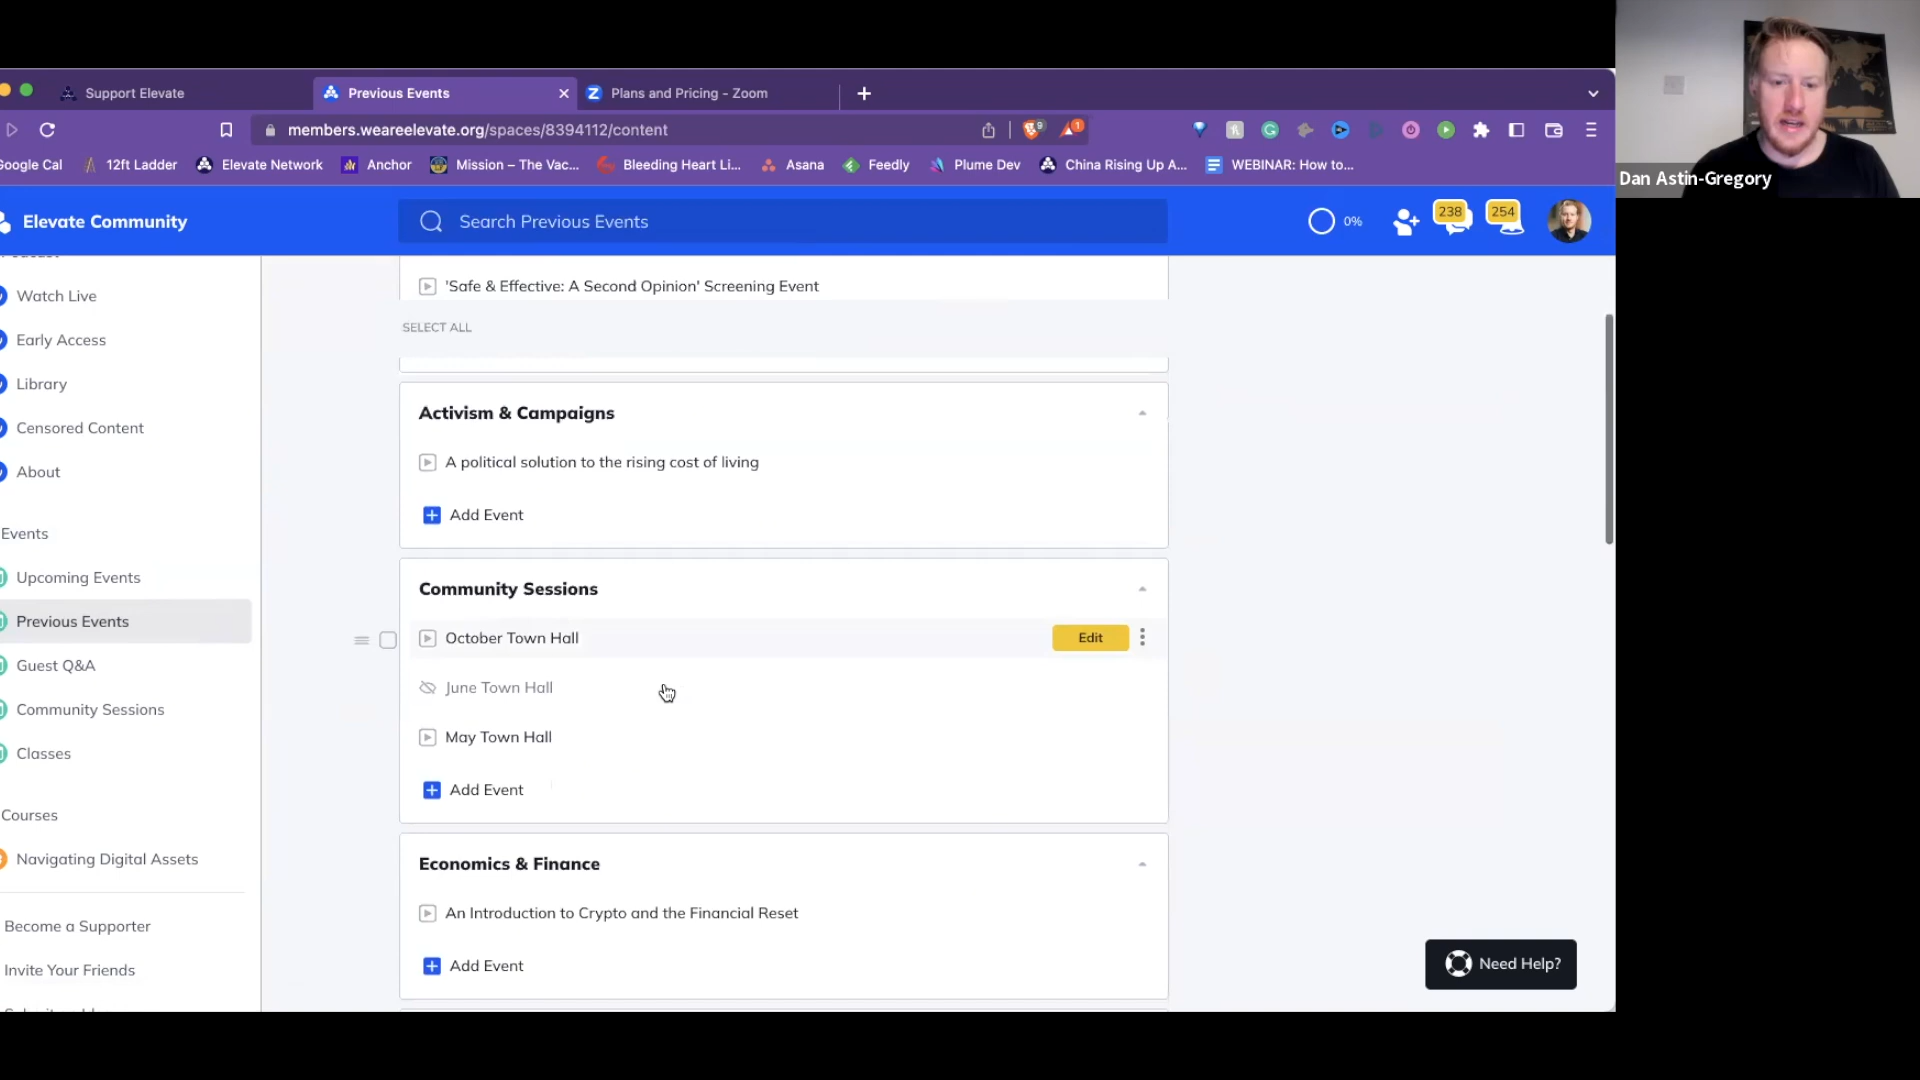 Support Elevate
Previous Events
Plans and Pricing - Zoom
members.weareelevate.org/spaces/8394112/content
9
1
Google Cal
12ft Ladder
Elevate Network
Anchor
Mission – The Vac...
Bleeding Heart Li...
Asana
Feedly
Plume Dev
China Rising Up A...
WEBINAR: How to...
Dan Astin-Gregory
Elevate Community
Search Previous Events
0%
238
254
Watch Live
Early Access
Library
Censored Content
About
Events
Upcoming Events
Previous Events
Guest Q&A
Community Sessions
Classes
Courses
Navigating Digital Assets
Become a Supporter
Invite Your Friends
'Safe & Effective: A Second Opinion' Screening Event
SELECT ALL
Activism & Campaigns
A political solution to the rising cost of living
Add Event
Community Sessions
October Town Hall
Edit
June Town Hall
May Town Hall
Add Event
Economics & Finance
An Introduction to Crypto and the Financial Reset
Add Event
Need Help?